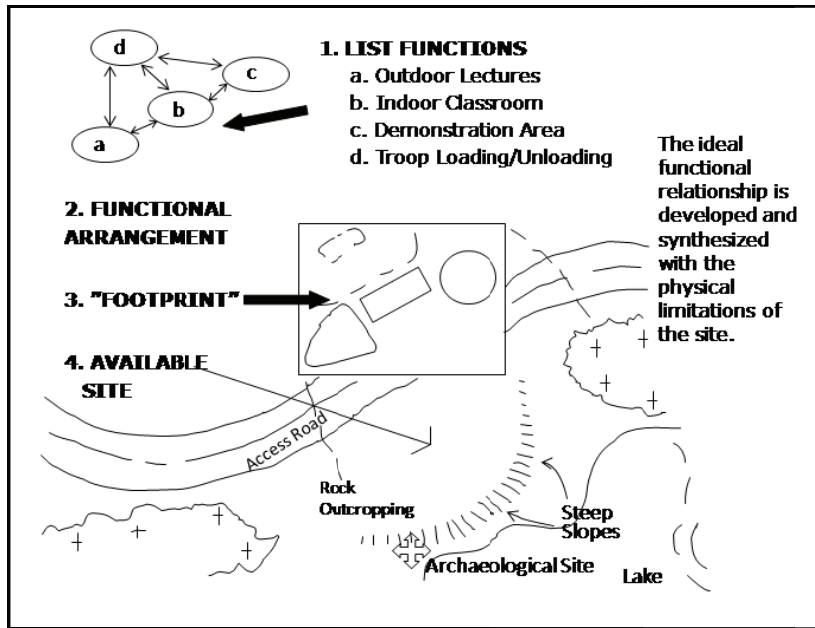 d
c
b
a
1. LIST FUNCTIONS
a. Outdoor Lectures
b. Indoor Classroom
c. Demonstration Area
d. Troop Loading/Unloading
The ideal
functional
relationship is
developed and
synthesized
with the
physical
limitations of
the site.
2. FUNCTIONAL
ARRANGEMENT
3. "FOOTPRINT"
4. AVAILABLE
SITE
Access Road
Rock
Outcropping
Steep
Slopes
Archaeological Site
Lake